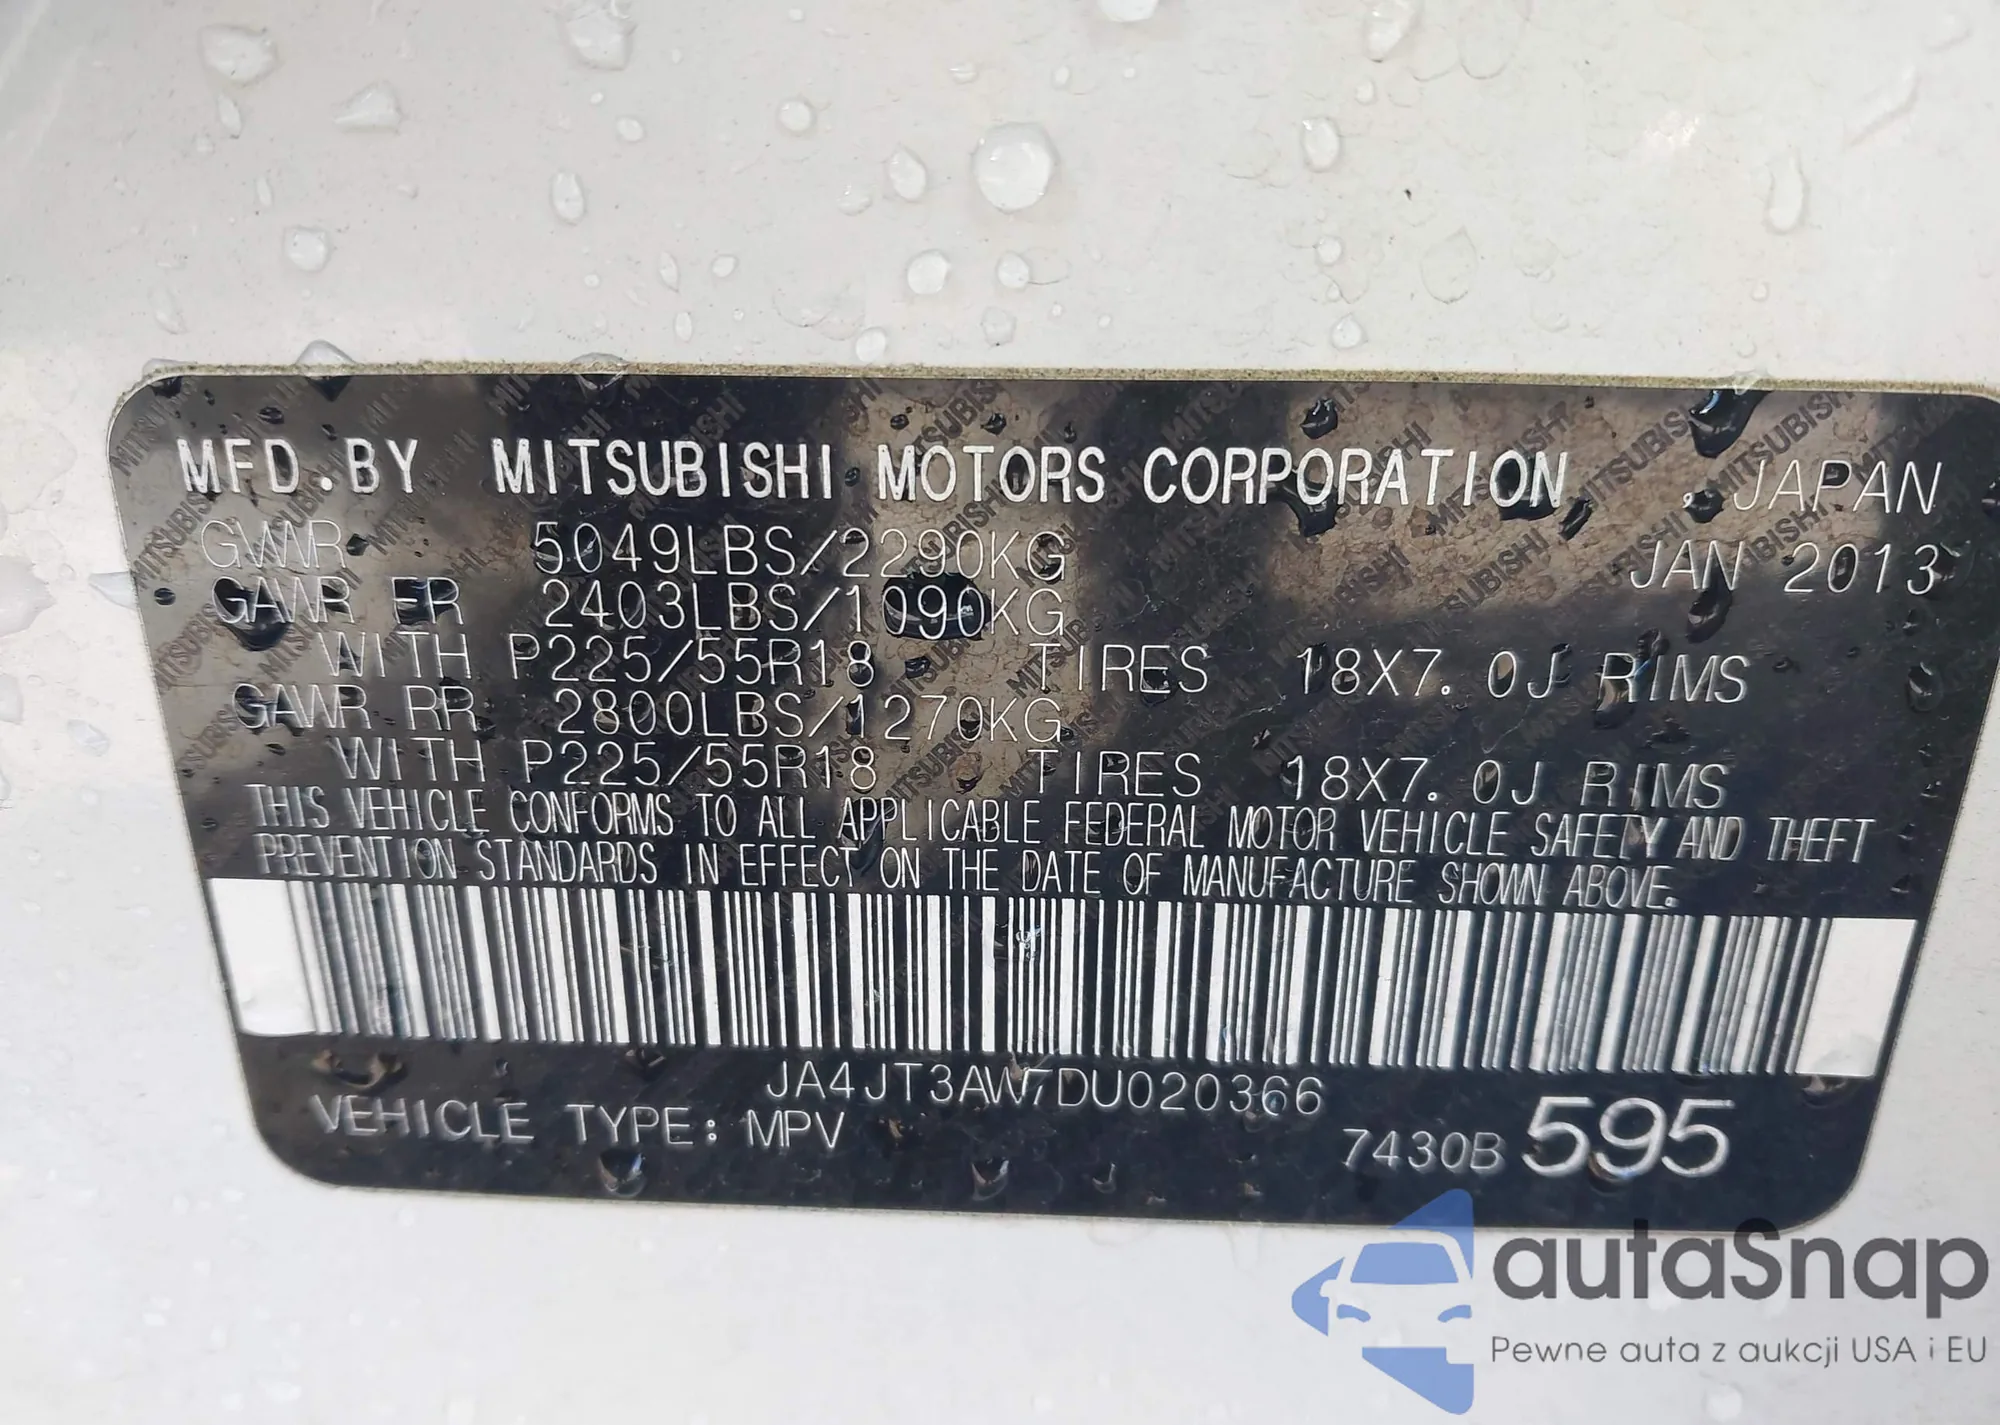 MFD.BY MITSUBISHI MOTORS CORPORATION , JAPAN
GVWR 5049LBS/2290KG JAN 2013
GAWR FR 2403LBS/1090KG
WITH P225/55R18 TIRES 18X7.0J RIMS
GAWR RR 2800LBS/1270KG
WITH P225/55R18 TIRES 18X7.0J RIMS
THIS VEHICLE CONFORMS TO ALL APPLICABLE FEDERAL MOTOR VEHICLE SAFETY AND THEFT
PREVENTION STANDARDS IN EFFECT ON THE DATE OF MANUFACTURE SHOWN ABOVE.
JA4JT3AW7DU020366
VEHICLE TYPE: MPV 7430B 595
autaSnap
Pewne auta z aukcji USA i EU